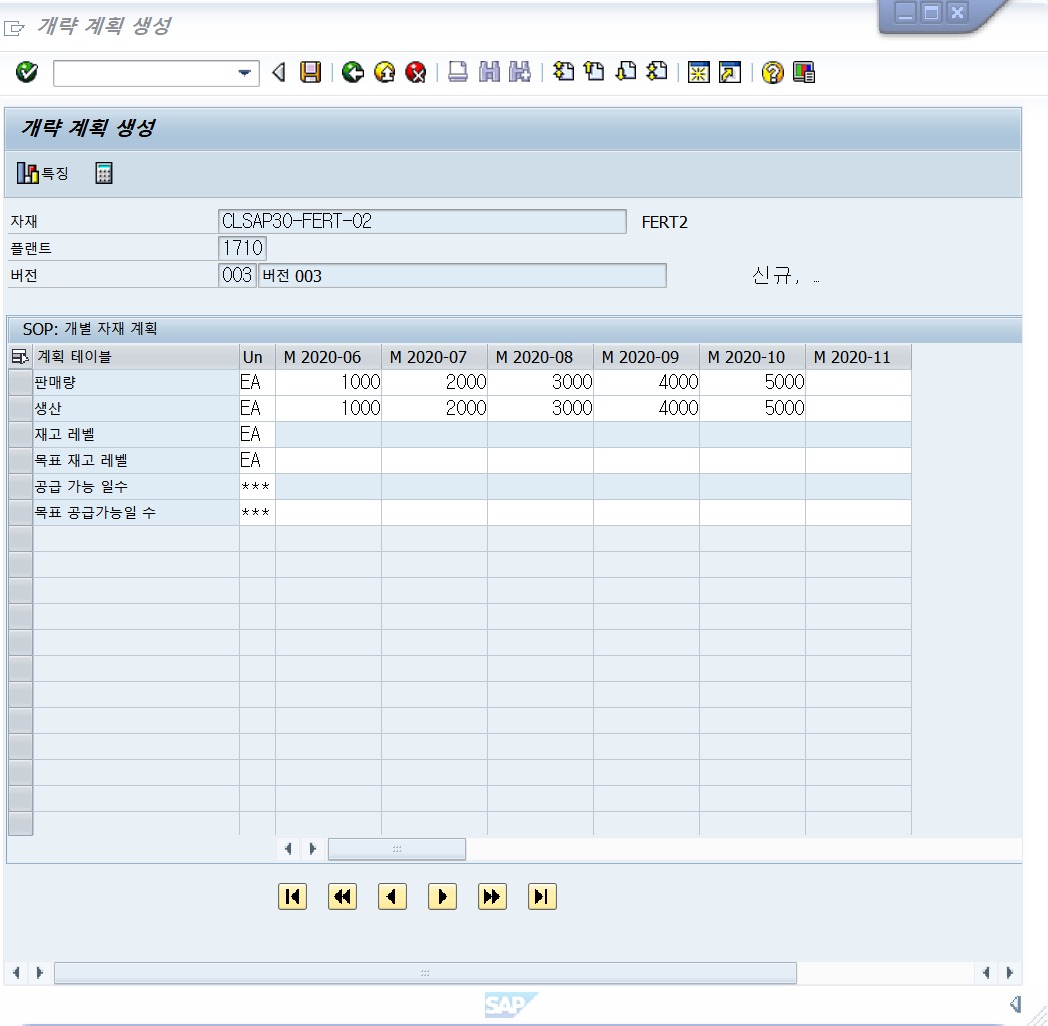 개략 계획 생성
개략 계획 생성
특징
자재 CLSAP30-FERT-02 FERT2
플랜트 1710
버전 003 버전 003 신규, ..
SOP: 개별 자재 계획
계획 테이블 Un M 2020-06 M 2020-07 M 2020-08 M 2020-09 M 2020-10 M 2020-11
판매량 EA 1000 2000 3000 4000 5000
생산 EA 1000 2000 3000 4000 5000
재고 레벨 EA
목표 재고 레벨 EA
공급 가능 일수 ***
목표 공급가능일 수 ***
SAP